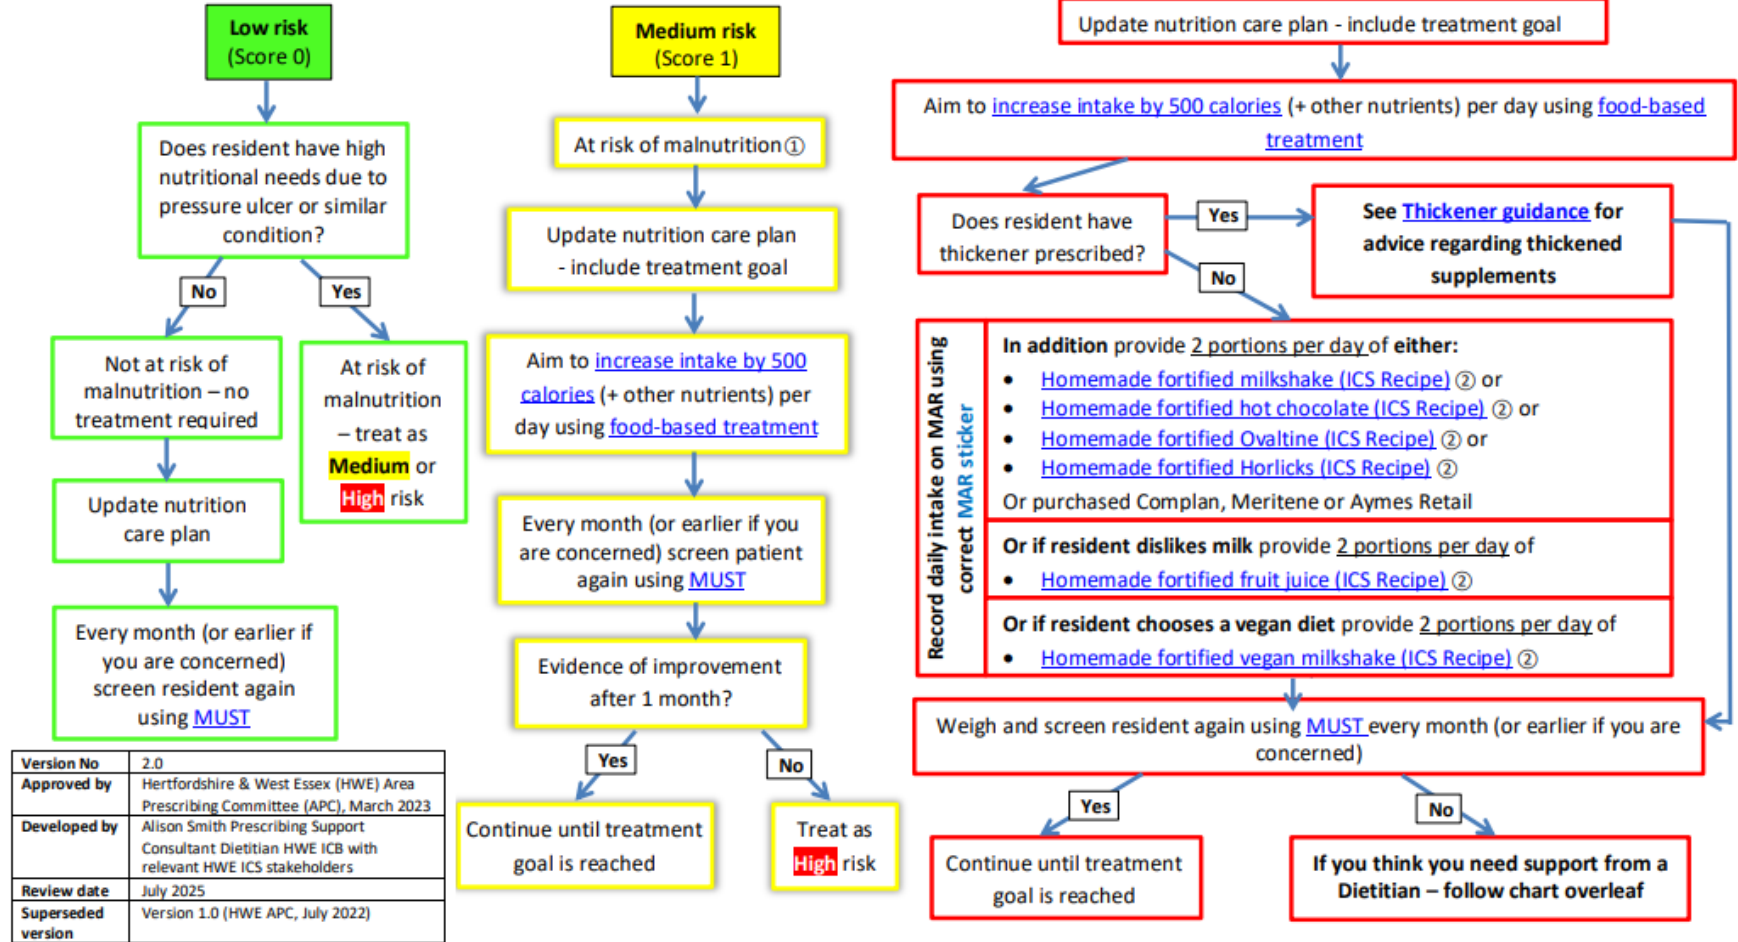 Low risk
(Score 0)
Does resident have high
nutritional needs due to
pressure ulcer or similar
condition?
No
Yes
Not at risk of
malnutrition – no
treatment required
At risk of
malnutrition
– treat as
Medium or
High risk
Update nutrition
care plan
Every month (or earlier if
you are concerned)
screen resident again
using MUST
Version No 2.0
Approved by Hertfordshire & West Essex (HWE) Area
Prescribing Committee (APC), March 2023
Developed by Alison Smith Prescribing Support
Consultant Dietitian HWE ICB with
relevant HWE ICS stakeholders
Review date July 2025
Superseded Version 1.0 (HWE APC, July 2022)
version
Medium risk
(Score 1)
At risk of malnutrition①
Update nutrition care plan
- include treatment goal
Aim to increase intake by 500
calories (+ other nutrients) per
day using food-based treatment
Every month (or earlier if you
are concerned) screen patient
again using MUST
Evidence of improvement
after 1 month?
Yes
No
Continue until treatment
goal is reached
Treat as
High risk
Update nutrition care plan - include treatment goal
Aim to increase intake by 500 calories (+ other nutrients) per day using food-based
treatment
Does resident have
thickener prescribed?
Yes
No
See Thickener guidance for
advice regarding thickened
supplements
Record daily intake on MAR using
correct MAR sticker
In addition provide 2 portions per day of either:
• Homemade fortified milkshake (ICS Recipe) ② or
• Homemade fortified hot chocolate (ICS Recipe) ② or
• Homemade fortified Ovaltine (ICS Recipe) ② or
• Homemade fortified Horlicks (ICS Recipe) ②
Or purchased Complan, Meritene or Aymes Retail
Or if resident dislikes milk provide 2 portions per day of
• Homemade fortified fruit juice (ICS Recipe) ②
Or if resident chooses a vegan diet provide 2 portions per day of
• Homemade fortified vegan milkshake (ICS Recipe) ②
Weigh and screen resident again using MUST every month (or earlier if you are
concerned)
Yes
No
Continue until treatment
goal is reached
If you think you need support from a
Dietitian – follow chart overleaf